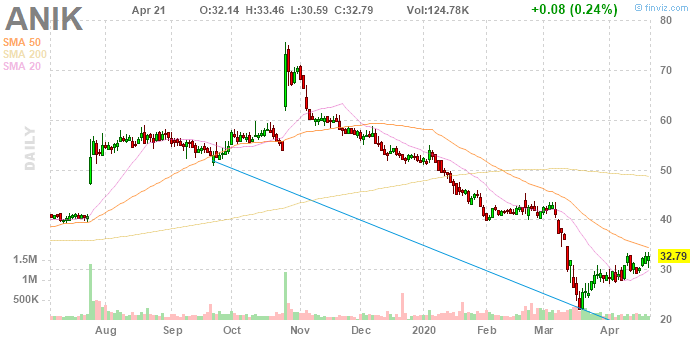 ANIK
Apr 21 O:32.14 H:33.46 L:30.59 C:32.79 Vol:124.78K +0.08 (0.24%)
© finviz.com
SMA 50
SMA 200
SMA 20
DAILY
80
70
60
50
40
32.79
30
20
1.5M
1M
500K
Aug Sep Oct Nov Dec 2020 Feb Mar Apr